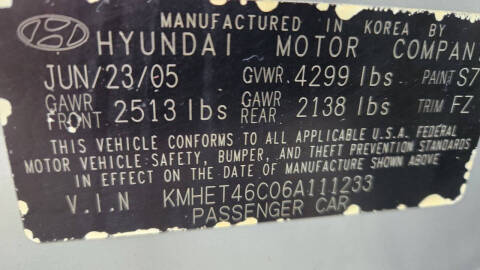 MANUFACTURED IN KOREA BY
HYUNDAI MOTOR COMPAN
JUN/23/05 GVWR 4299 lbs PAINT S7
GAWR FRONT 2513 lbs GAWR REAR 2138 lbs TRIM FZ
THIS VEHICLE CONFORMS TO ALL APPLICABLE U.S.A. FEDERAL
MOTOR VEHICLE SAFETY, BUMPER, AND THEFT PREVENTION STANDARDS
IN EFFECT ON THE DATE OF MANUFACTURE SHOWN ABOVE
V.I.N KMHET46C06A111233
PASSENGER CAR